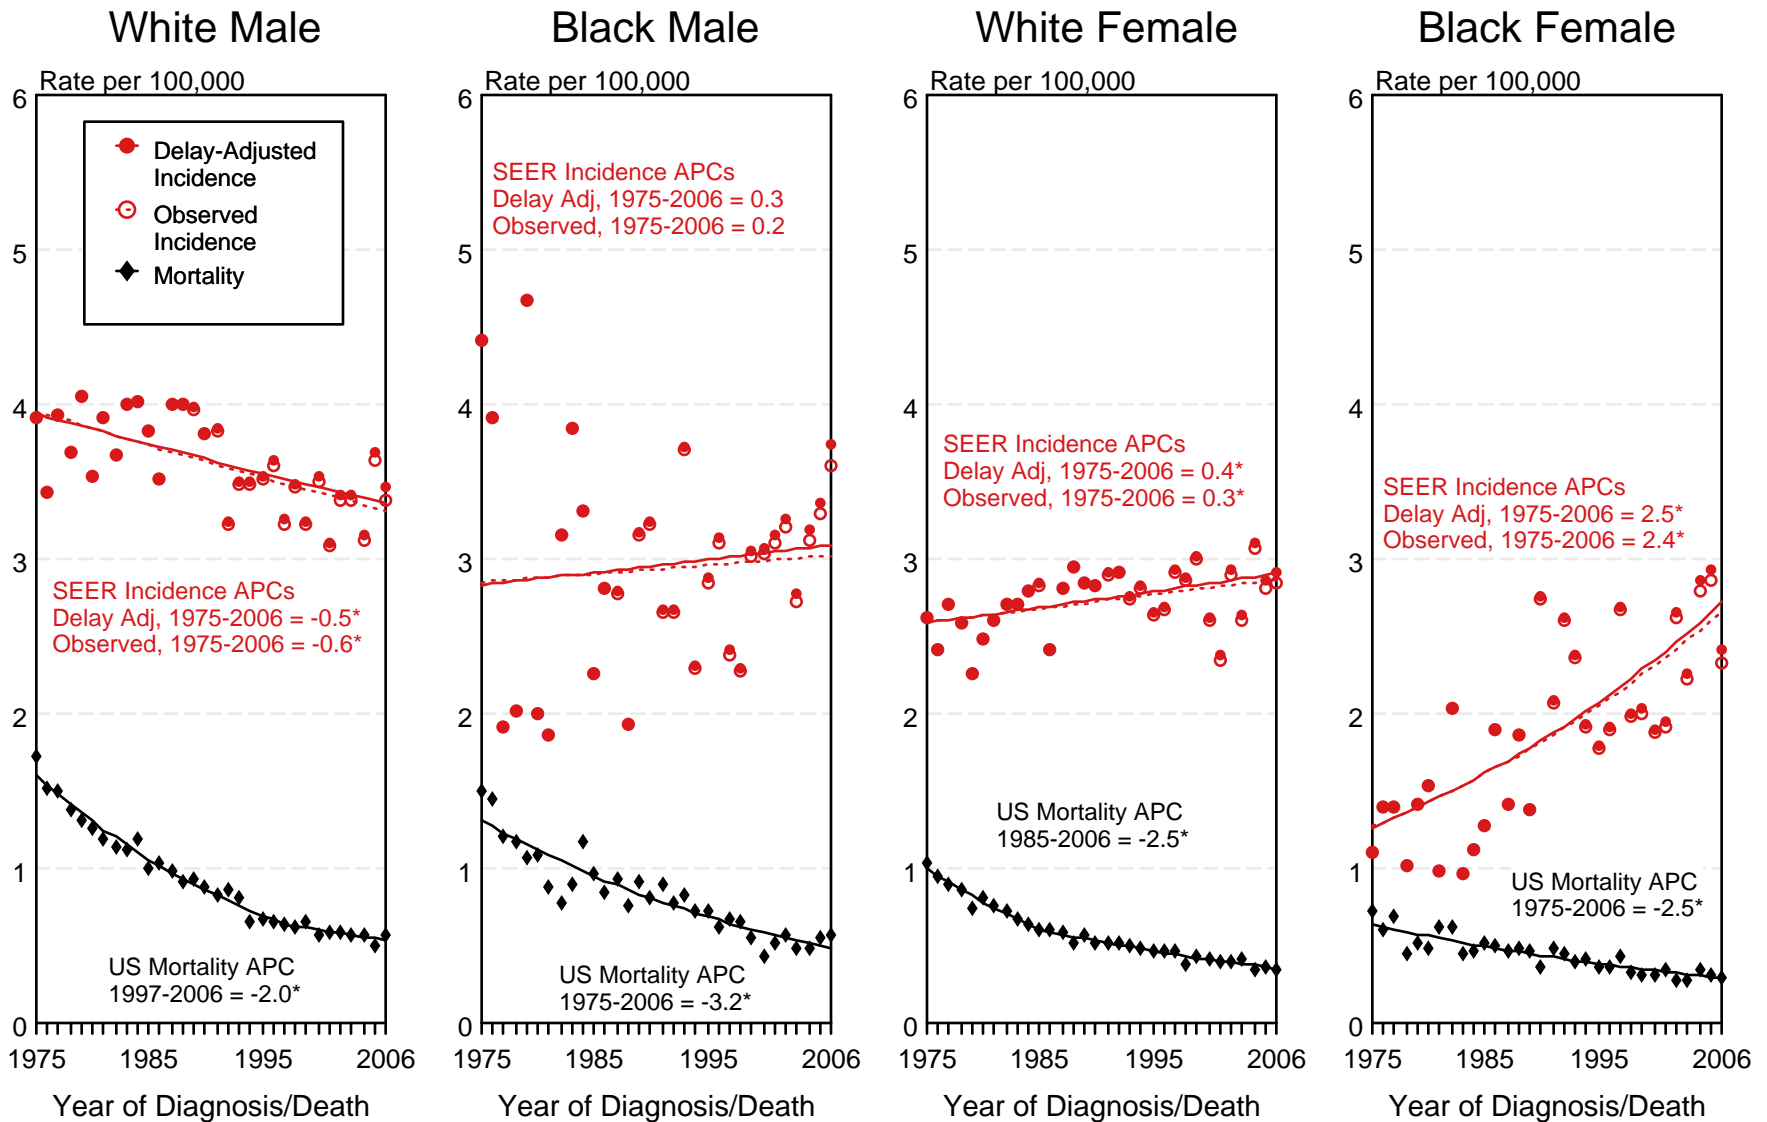 White Male
Rate per 100,000
6
5
4
3
2
1
0
Delay-Adjusted
Incidence
Observed
Incidence
Mortality
SEER Incidence APCs
Delay Adj, 1975-2006 = -0.5*
Observed, 1975-2006 = -0.6*
US Mortality APC
1997-2006 = -2.0*
1975 1985 1995 2006
Year of Diagnosis/Death
Black Male
Rate per 100,000
6
5
4
3
2
1
0
SEER Incidence APCs
Delay Adj, 1975-2006 = 0.3
Observed, 1975-2006 = 0.2
US Mortality APC
1975-2006 = -3.2*
1975 1985 1995 2006
Year of Diagnosis/Death
White Female
Rate per 100,000
6
5
4
3
2
1
0
SEER Incidence APCs
Delay Adj, 1975-2006 = 0.4*
Observed, 1975-2006 = 0.3*
US Mortality APC
1985-2006 = -2.5*
1975 1985 1995 2006
Year of Diagnosis/Death
Black Female
Rate per 100,000
6
5
4
3
2
1
0
SEER Incidence APCs
Delay Adj, 1975-2006 = 2.5*
Observed, 1975-2006 = 2.4*
US Mortality APC
1975-2006 = -2.5*
1975 1985 1995 2006
Year of Diagnosis/Death